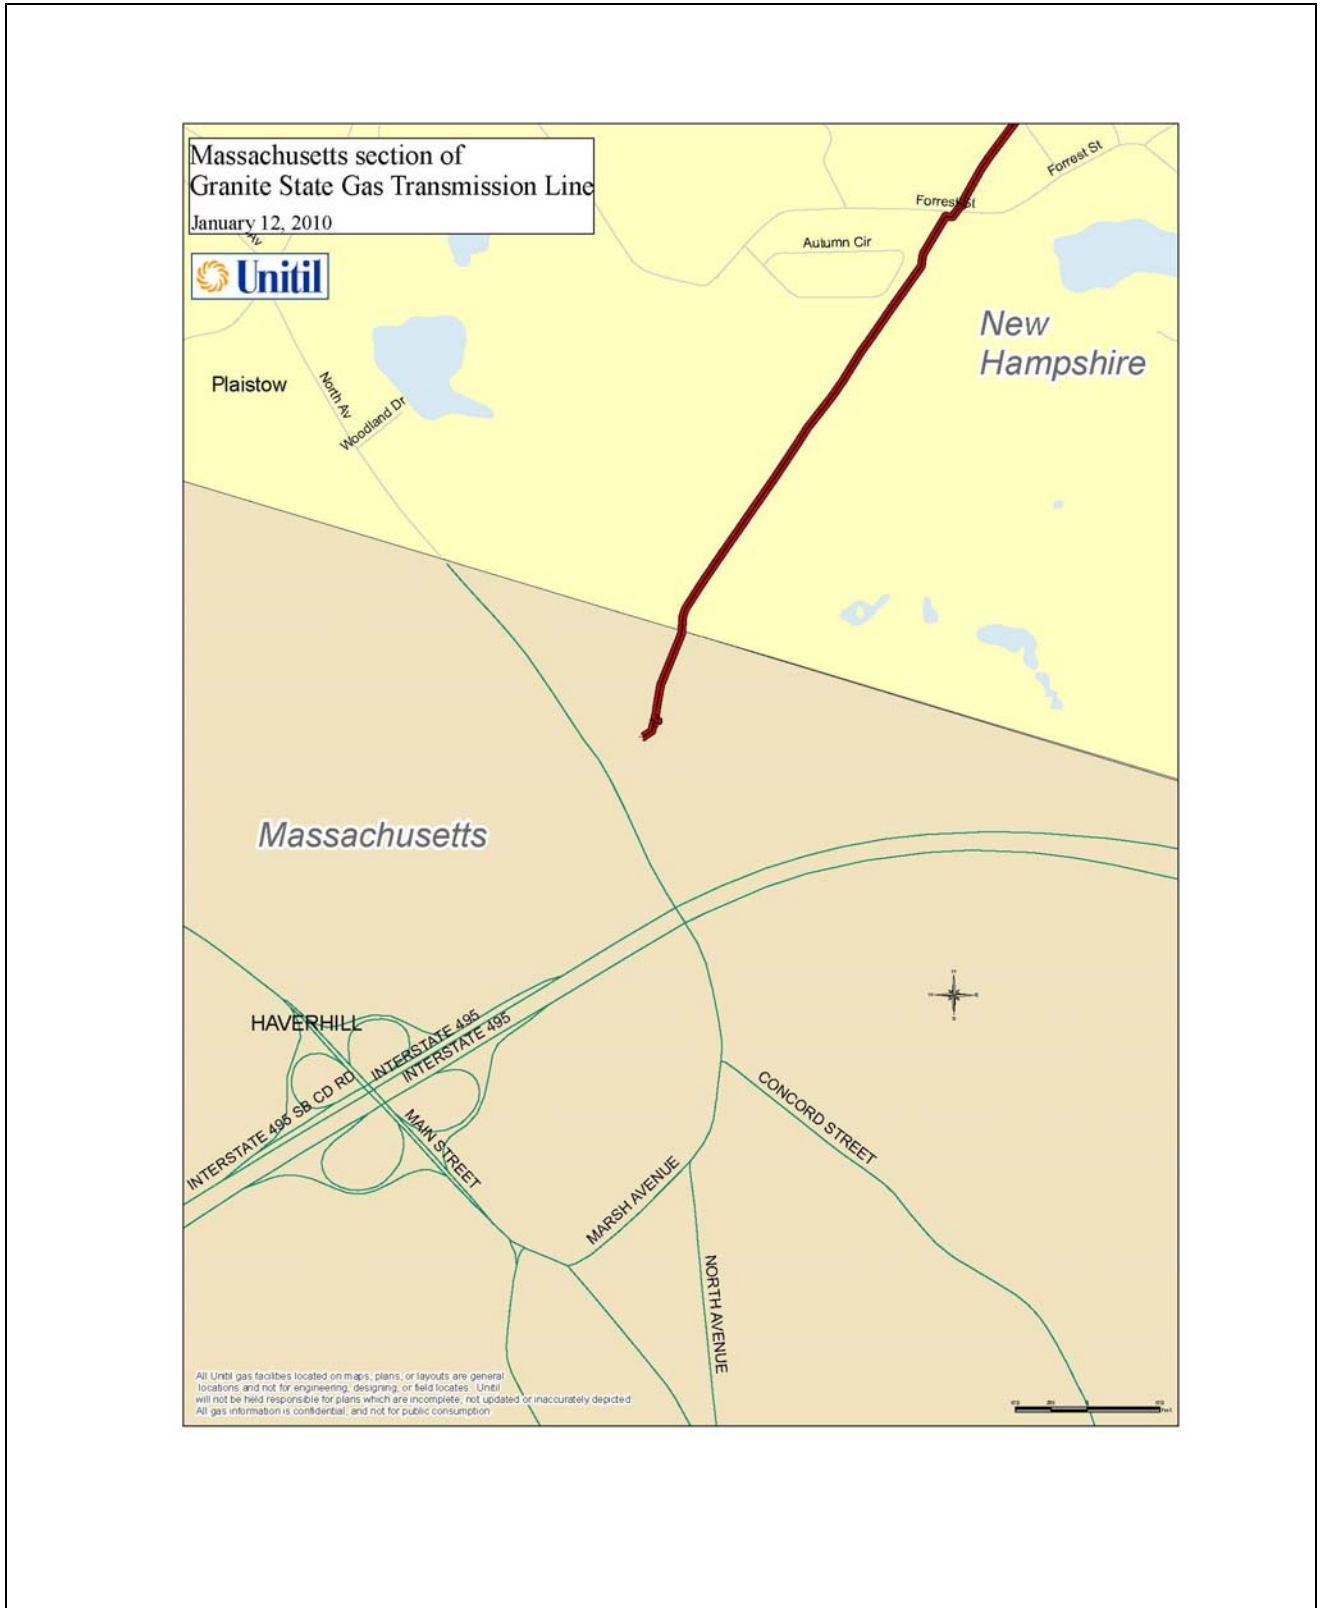 Massachusetts section of
Granite State Gas Transmission Line
January 12, 2010
Av
Unitil
Forrest St
Forrest St
Autumn Cir
New
Hampshire
Plaistow
North Av
Woodland Dr
Massachusetts
HAVERHILL
INTERSTATE 495
INTERSTATE 495
INTERSTATE 495 SB CD RD
MAIN STREET
CONCORD STREET
MARSH AVENUE
NORTH AVENUE
All Unitil gas facilities located on maps, plans, or layouts are general
locations and not for engineering, designing, or field locates. Unitil
will not be held responsible for plans which are incomplete, not updated or inaccurately depicted.
All gas information is confidential, and not for public consumption